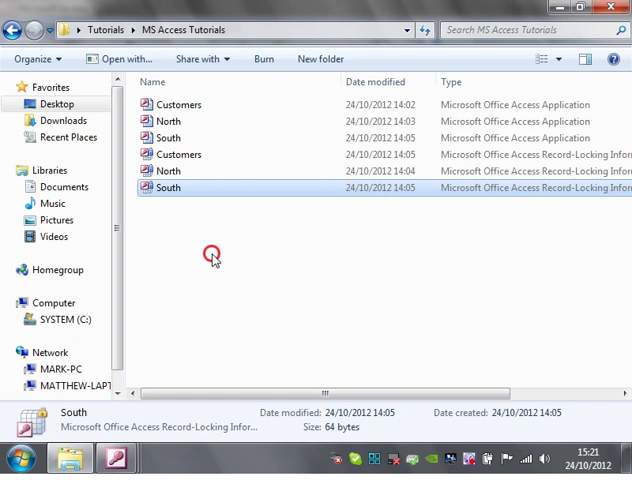 Tutorials MS Access Tutorials Search MS Access Tutorials
Organize Open with... Share with Burn New folder
Name Date modified Type
Favorites
Desktop
Downloads
Recent Places
Libraries
Documents
Music
Pictures
Videos
Homegroup
Computer
SYSTEM (C:)
Network
MARK-PC
MATTHEW-LAPT
Customers 24/10/2012 14:02 Microsoft Office Access Application
North 24/10/2012 14:03 Microsoft Office Access Application
South 24/10/2012 14:05 Microsoft Office Access Application
Customers 24/10/2012 14:05 Microsoft Office Access Record-Locking Infor
North 24/10/2012 14:04 Microsoft Office Access Record-Locking Infor
South 24/10/2012 14:05 Microsoft Office Access Record-Locking Infor
South Date modified: 24/10/2012 14:05 Date created: 24/10/2012 14:05
Microsoft Office Access Record-Locking Infor... Size: 64 bytes
15:21
24/10/2012